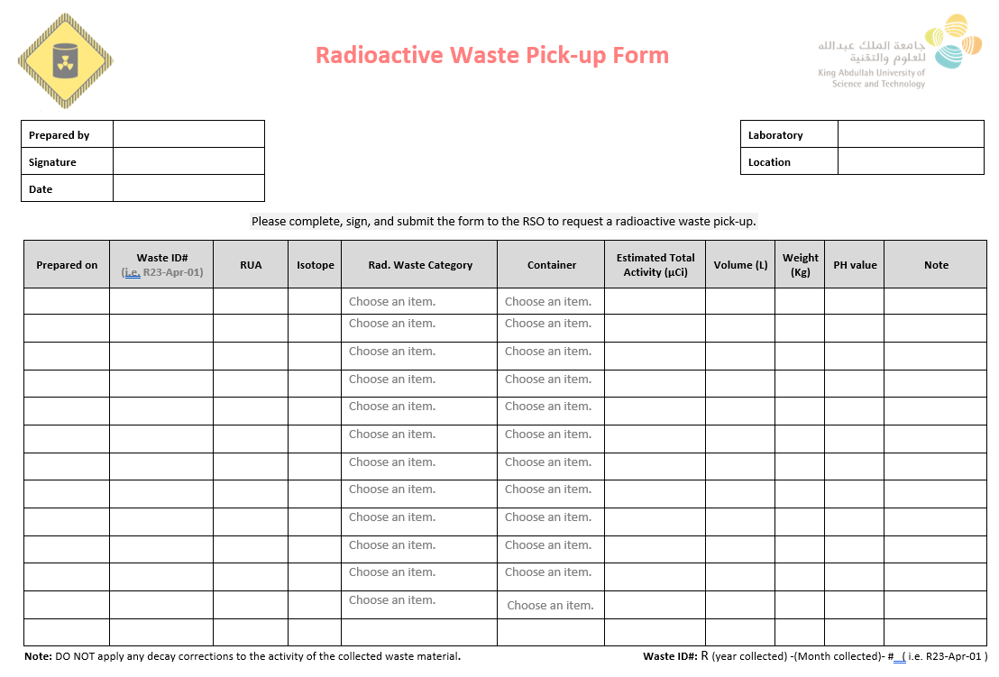 Radioactive Waste Pick-up Form
جامعة الملك عبدالله
للعلوم والتقنية
King Abdullah University of
Science and Technology
Prepared by
Signature
Date
Laboratory
Location
Please complete, sign, and submit the form to the RSO to request a radioactive waste pick-up.
Prepared on Waste ID# (i.e. R23-Apr-01) RUA Isotope Rad. Waste Category Container Estimated Total Activity (µCi) Volume (L) Weight (Kg) PH value Note
Choose an item. Choose an item.
Choose an item. Choose an item.
Choose an item. Choose an item.
Choose an item. Choose an item.
Choose an item. Choose an item.
Choose an item. Choose an item.
Choose an item. Choose an item.
Choose an item. Choose an item.
Choose an item. Choose an item.
Choose an item. Choose an item.
Choose an item. Choose an item.
Choose an item. Choose an item.
Note: DO NOT apply any decay corrections to the activity of the collected waste material.
Waste ID#: R (year collected) -(Month collected)- #__( i.e. R23-Apr-01 )